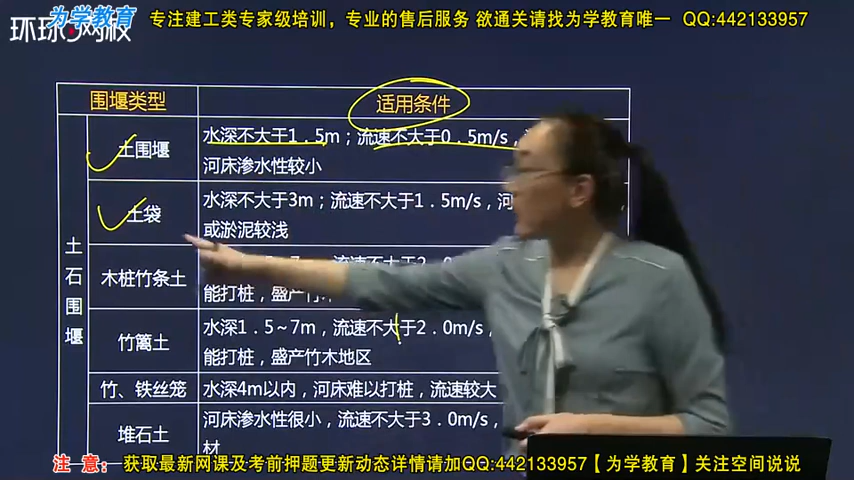 为学教育 专注建工类专家级培训，专业的售后服务 欲通关请找为学教育唯一 QQ:442133957
环球网校
围堰类型 适用条件
土石围堰
土围堰 水深不大于1.5m；流速不大于0.5m/s，
河床渗水性较小
土袋 水深不大于3m；流速不大于1.5m/s，河
或淤泥较浅
木桩竹条土
能打桩，盛产竹
竹篱土 水深1.5~7m，流速不大于2.0m/s，
能打桩，盛产竹木地区
竹、铁丝笼 水深4m以内，河床难以打桩，流速较大
堆石土 河床渗水性很小，流速不大于3.0m/s，
材
注 意： 获取最新网课及考前押题更新动态详情请加QQ:442133957【为学教育】关注空间说说